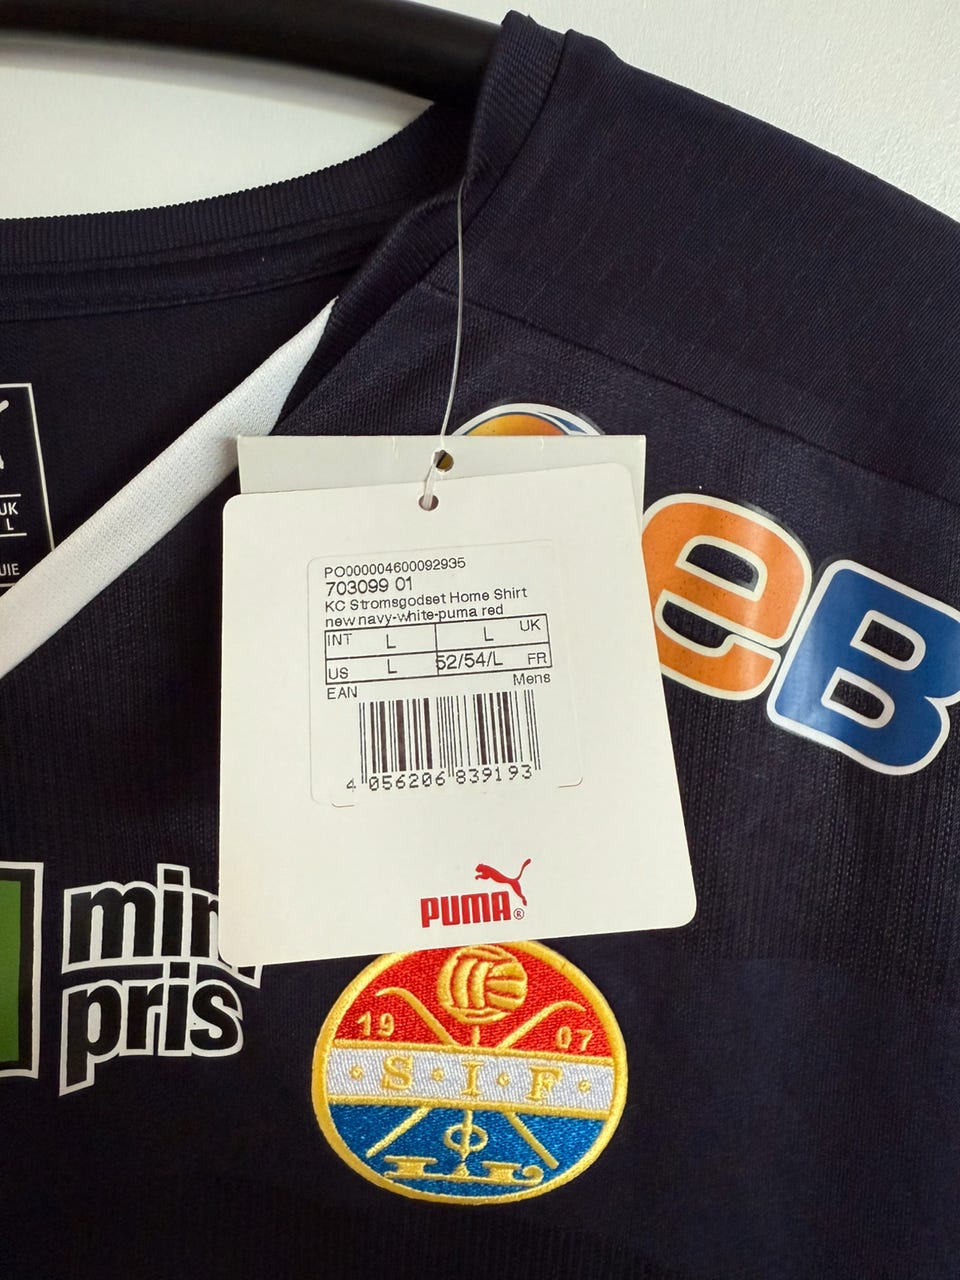 UK
L
UIE
PO000004600092935
703099 01
KC Stromsgodset Home Shirt
new navy-white-puma red
INT L L UK
US L 52/54/L FR
EAN Mens
4 056206 839193
PUMA®
eB
pris
19 07
S·I·F